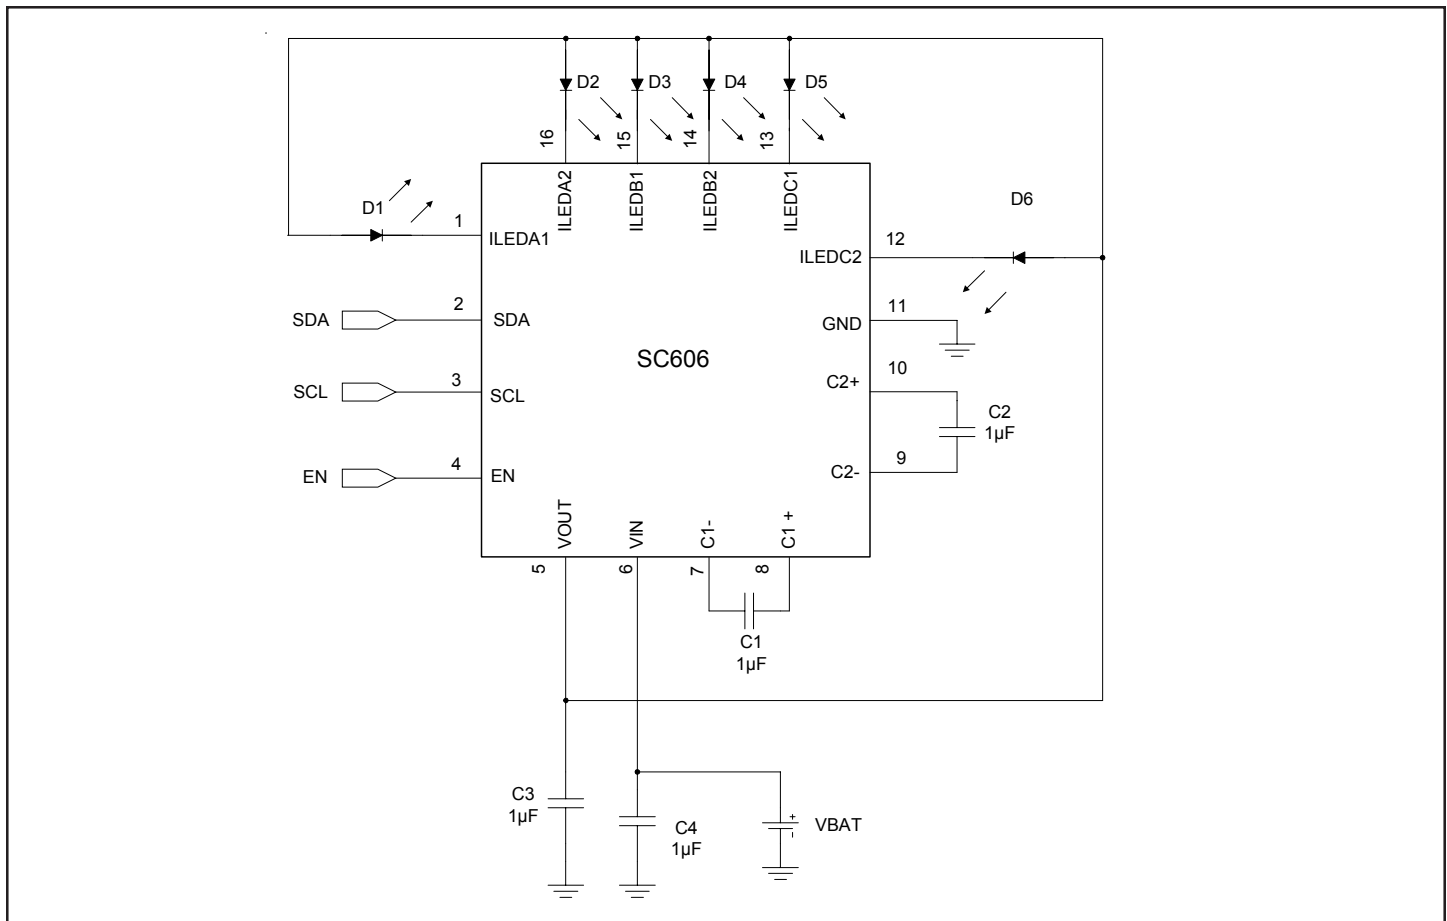 D2
D3
D4
D5
16
15
14
13
ILEDA2
ILEDB1
ILEDB2
ILEDC1
D1
1
ILEDA1
D6
12
ILEDC2
SDA
2
SDA
11
GND
SC606
10
C2+
SCL
3
SCL
C2
1µF
9
C2-
EN
4
EN
VOUT
VIN
C1-
C1 +
5
6
7
8
C1
1µF
C3
1µF
C4
1µF
+
-
VBAT